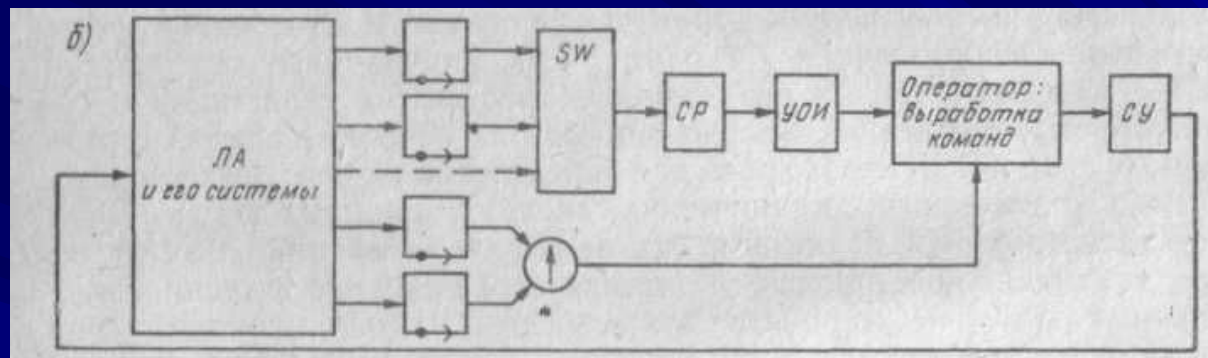 б)
ЛА
и его системы
SW
СР
УОИ
Оператор:
выработка
команд
СУ